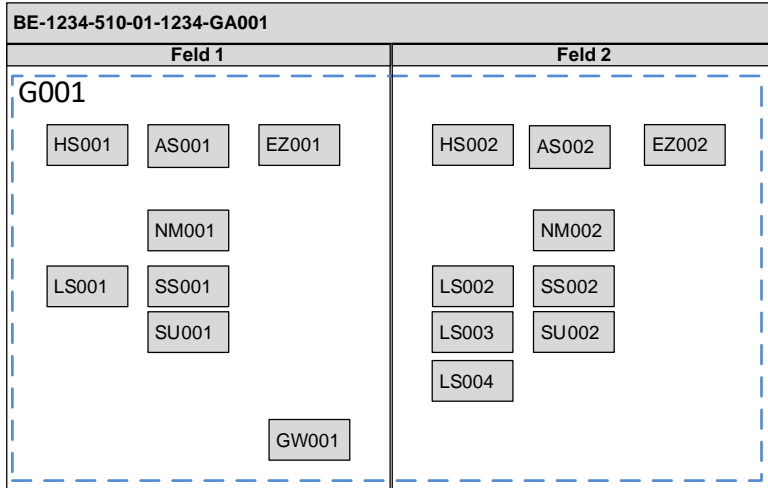 BE-1234-510-01-1234-GA001
Feld 1
Feld 2
G001
HS001 AS001 EZ001
HS002 AS002 EZ002
NM001
NM002
LS001 SS001
LS002 SS002
SU001
LS003 SU002
LS004
GW001